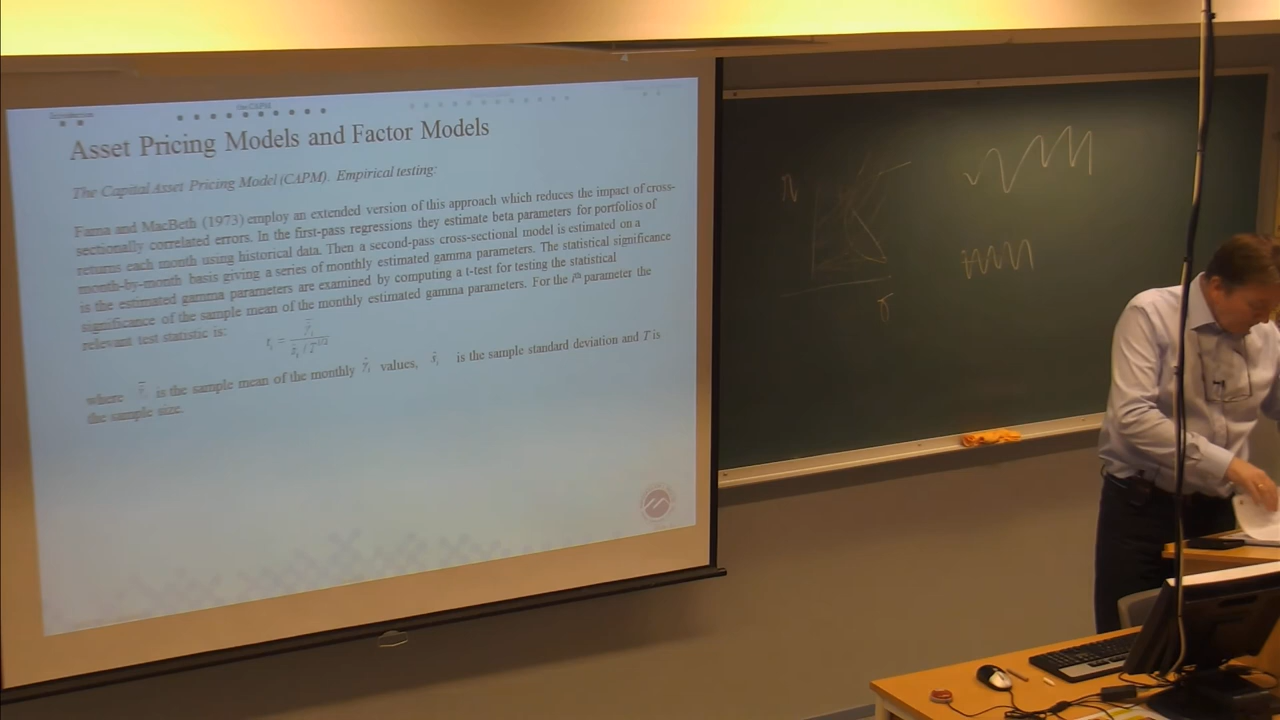 The CAPM
Asset Pricing Models and Factor Models
The Capital Asset Pricing Model (CAPM). Empirical testing:
Fama and MacBeth (1973) employ an extended version of this approach which reduces the impact of cross-
sectionally correlated errors. In the first-pass regressions they estimate beta parameters for portfolios of
returns each month using historical data. Then a second-pass cross-sectional model is estimated on a
month-by-month basis giving a series of monthly estimated gamma parameters. The statistical significance
is the estimated gamma parameters are examined by computing a t-test for testing the statistical
significance of the sample mean of the monthly estimated gamma parameters. For the iᵗʰ parameter the
relevant test statistic is:
where is the sample mean of the monthly values, is the sample standard deviation and T is
the sample size.